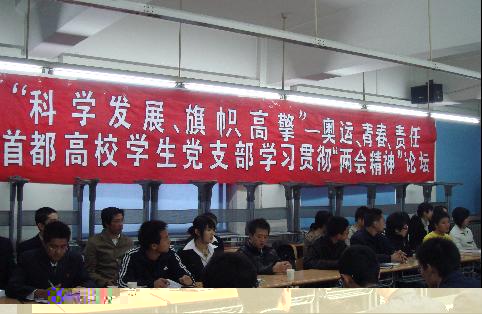 “科学发展、旗帜、高擎”—奥运、青春、责任
首都高校学生党支部学习贯彻“两会精神”论坛